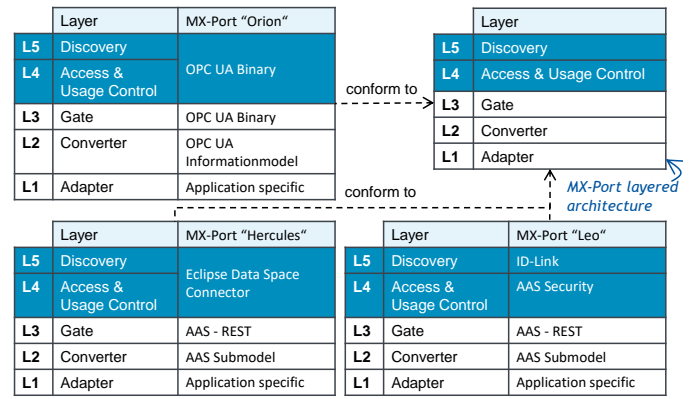 Layer MX-Port “Orion“
L5 Discovery OPC UA Binary
L4 Access &
Usage Control
L3 Gate OPC UA Binary
L2 Converter OPC UA
Informationmodel
L1 Adapter Application specific
conform to
Layer
L5 Discovery
L4 Access & Usage Control
L3 Gate
L2 Converter
L1 Adapter
MX-Port layered
architecture
conform to
Layer MX-Port “Hercules“
L5 Discovery Eclipse Data Space
Connector
L4 Access &
Usage Control
L3 Gate AAS - REST
L2 Converter AAS Submodel
L1 Adapter Application specific
Layer MX-Port “Leo“
L5 Discovery ID-Link
L4 Access & AAS Security
Usage Control
L3 Gate AAS - REST
L2 Converter AAS Submodel
L1 Adapter Application specific